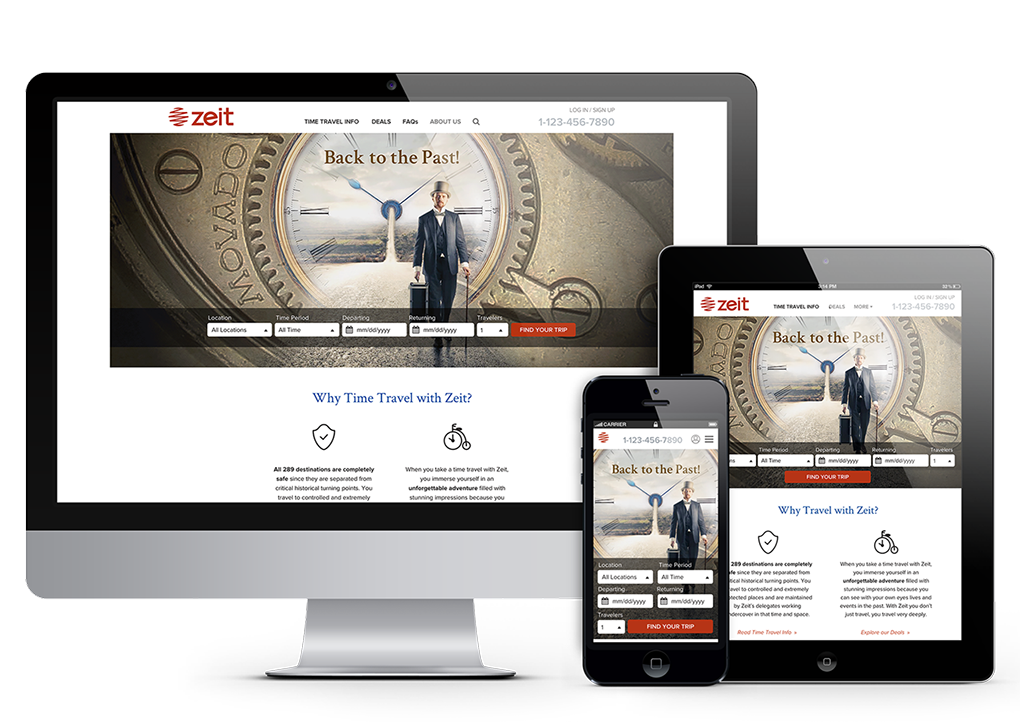 zeit
TIME TRAVEL INFO DEALS FAQs ABOUT US
LOG IN / SIGN UP
1-123-456-7890
MOVADO
Back to the Past!
Location Time Period Departing Returning Travelers
All Locations All Time mm/dd/yyyy mm/dd/yyyy 1 FIND YOUR TRIP
Why Time Travel with Zeit?
All 289 destinations are completely
safe since they are separated from
critical historical turning points. You
travel to controlled and extremely
When you take a time travel with Zeit,
you immerse yourself in an
unforgettable adventure filled with
stunning impressions because you
CARRIER
1-123-456-7890
Back to the Past!
Location Time Period
All Locations All Time
Departing Returning
mm/dd/yyyy mm/dd/yyyy
Travelers
1 FIND YOUR TRIP
iPod
PM
zeit
TIME TRAVEL INFO DEALS MORE
LOG IN / SIGN UP
1-123-456-7890
Back to the Past!
Time Period Departing Returning Travelers
ns All Time mm/dd/yyyy mm/dd/yyyy 1
FIND YOUR TRIP
Why Travel with Zeit?
289 destinations are completely
fe since they are separated from
itical historical turning points. You
avel to controlled and extremely
otected places and are maintained
by Zeit's delegates working
ndercover in that time and space.
Read Time Travel Info »
When you take a time travel with Zeit,
you immerse yourself in an
unforgettable adventure filled with
stunning impressions because you
can see with your own eyes lives and
events in the past. With Zeit you don't
just travel, you travel very deeply.
Explore our Deals »